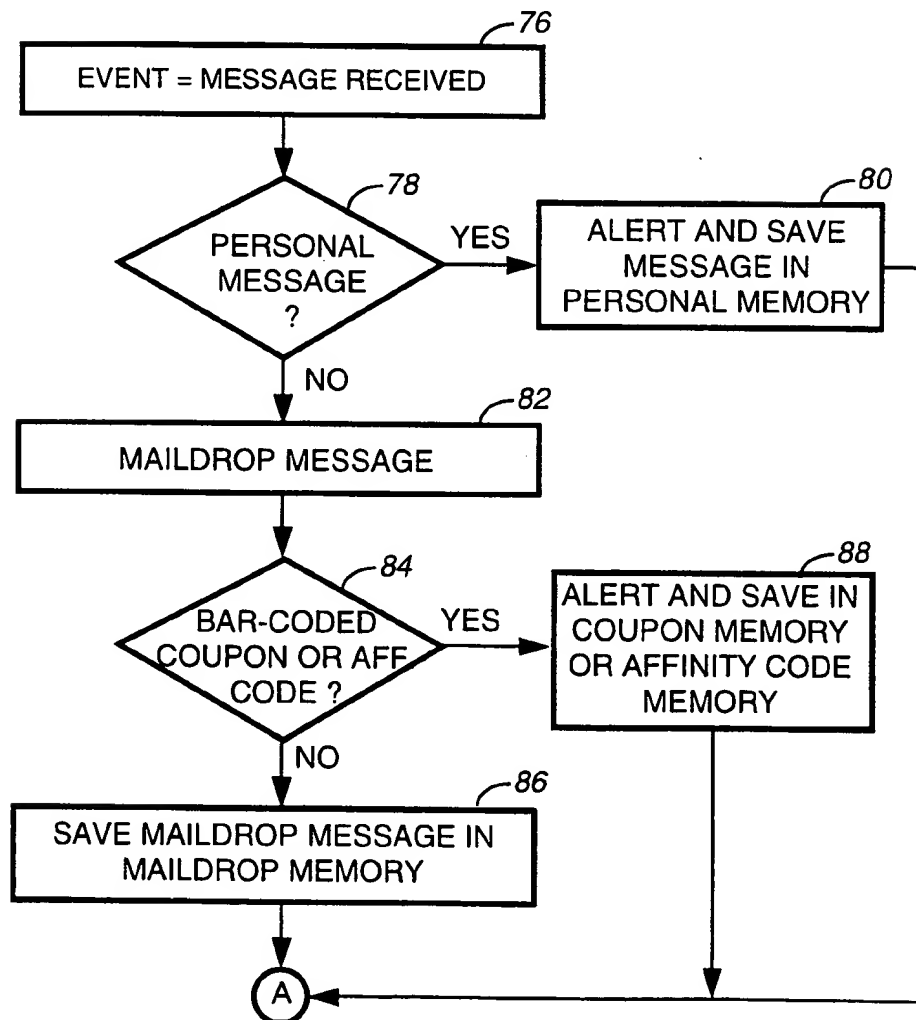 76
EVENT = MESSAGE RECEIVED
78
PERSONAL
MESSAGE
?
YES
80
ALERT AND SAVE
MESSAGE IN
PERSONAL MEMORY
NO
82
MAILDROP MESSAGE
84
BAR-CODED
COUPON OR AFF
CODE ?
YES
88
ALERT AND SAVE IN
COUPON MEMORY
OR AFFINITY CODE
MEMORY
NO
86
SAVE MAILDROP MESSAGE IN
MAILDROP MEMORY
A